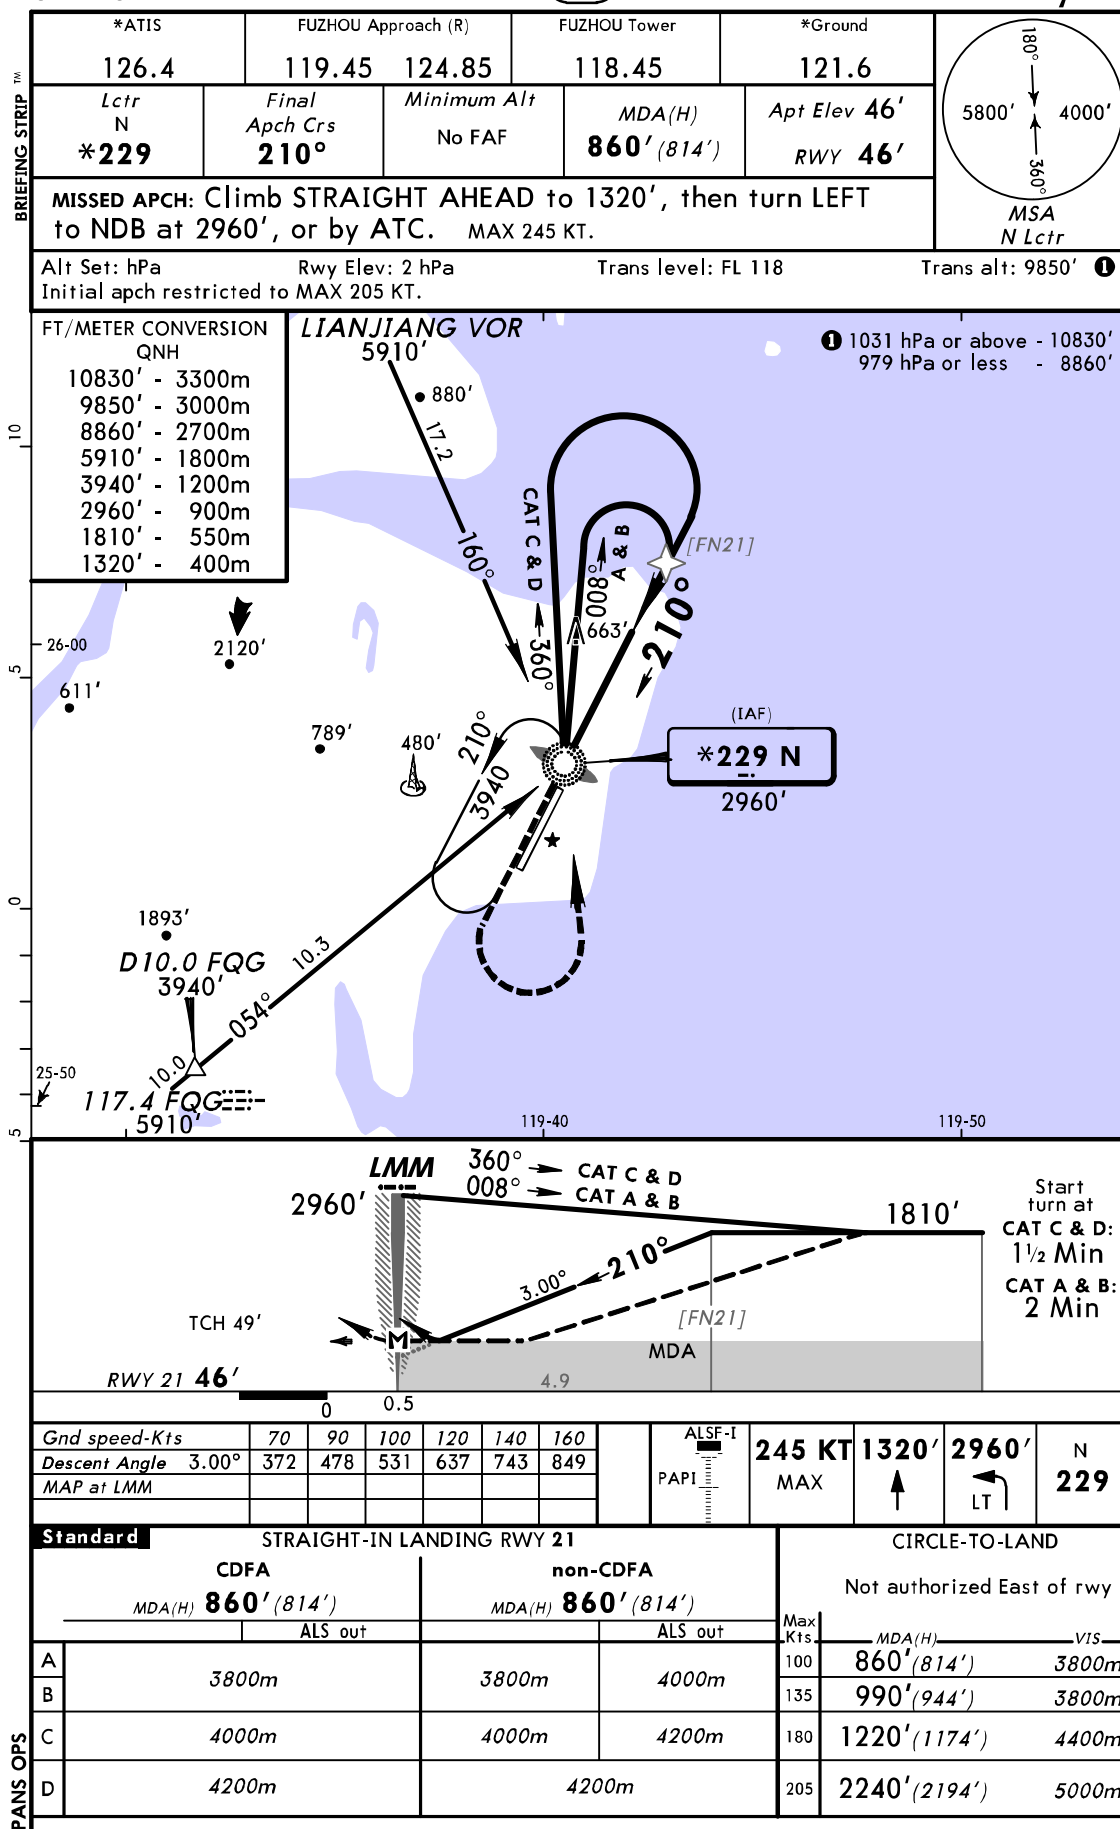 *ATIS
126.4
FUZHOU Approach (R)
119.45 124.85
FUZHOU Tower
118.45
*Ground
121.6
BRIEFING STRIP TM
Lctr
N
*229
Final
Apch Crs
210°
Minimum Alt
No FAF
MDA(H)
860' (814')
Apt Elev 46'
RWY 46'
180°
5800' 4000'
360°
MSA
N Lctr
MISSED APCH: Climb STRAIGHT AHEAD to 1320', then turn LEFT
to NDB at 2960', or by ATC. MAX 245 KT.
Alt Set: hPa Rwy Elev: 2 hPa Trans level: FL 118 Trans alt: 9850' 1
Initial apch restricted to MAX 205 KT.
FT/METER CONVERSION
QNH
10830' - 3300m
9850' - 3000m
8860' - 2700m
5910' - 1800m
3940' - 1200m
2960' - 900m
1810' - 550m
1320' - 400m
LIANJIANG VOR
5910'
1 1031 hPa or above - 10830'
979 hPa or less - 8860'
880'
17.2
160°
CAT C & D
360°
A & B
008°
[FN21]
210°
663'
10
5
0
5
26-00
2120'
611'
789'
480'
210°
3940
(IAF)
*229 N
2960'
1893'
D10.0 FQG
3940'
10.3
054°
10.0
25-50
117.4 FQG
5910'
119-40
119-50
LMM
360° CAT C & D
008° CAT A & B
2960'
1810'
Start
turn at
CAT C & D:
1 1/2 Min
CAT A & B:
2 Min
210°
3.00°
TCH 49'
[FN21]
M
MDA
RWY 21 46'
4.9
0
0.5
Gnd speed-Kts 70 90 100 120 140 160
Descent Angle 3.00° 372 478 531 637 743 849
MAP at LMM
ALSF-I
PAPI
245 KT
MAX
1320'
2960'
LT
N
229
Standard
STRAIGHT-IN LANDING RWY 21
CIRCLE-TO-LAND
CDFA
non-CDFA
Not authorized East of rwy
MDA(H) 860' (814')
MDA(H) 860' (814')
ALS out
ALS out
Max
Kts
MDA(H)
VIS
A
B
3800m
3800m
4000m
100 860' (814') 3800m
135 990' (944') 3800m
C 4000m 4000m 4200m 180 1220' (1174') 4400m
D 4200m 4200m 205 2240' (2194') 5000m
PANS OPS